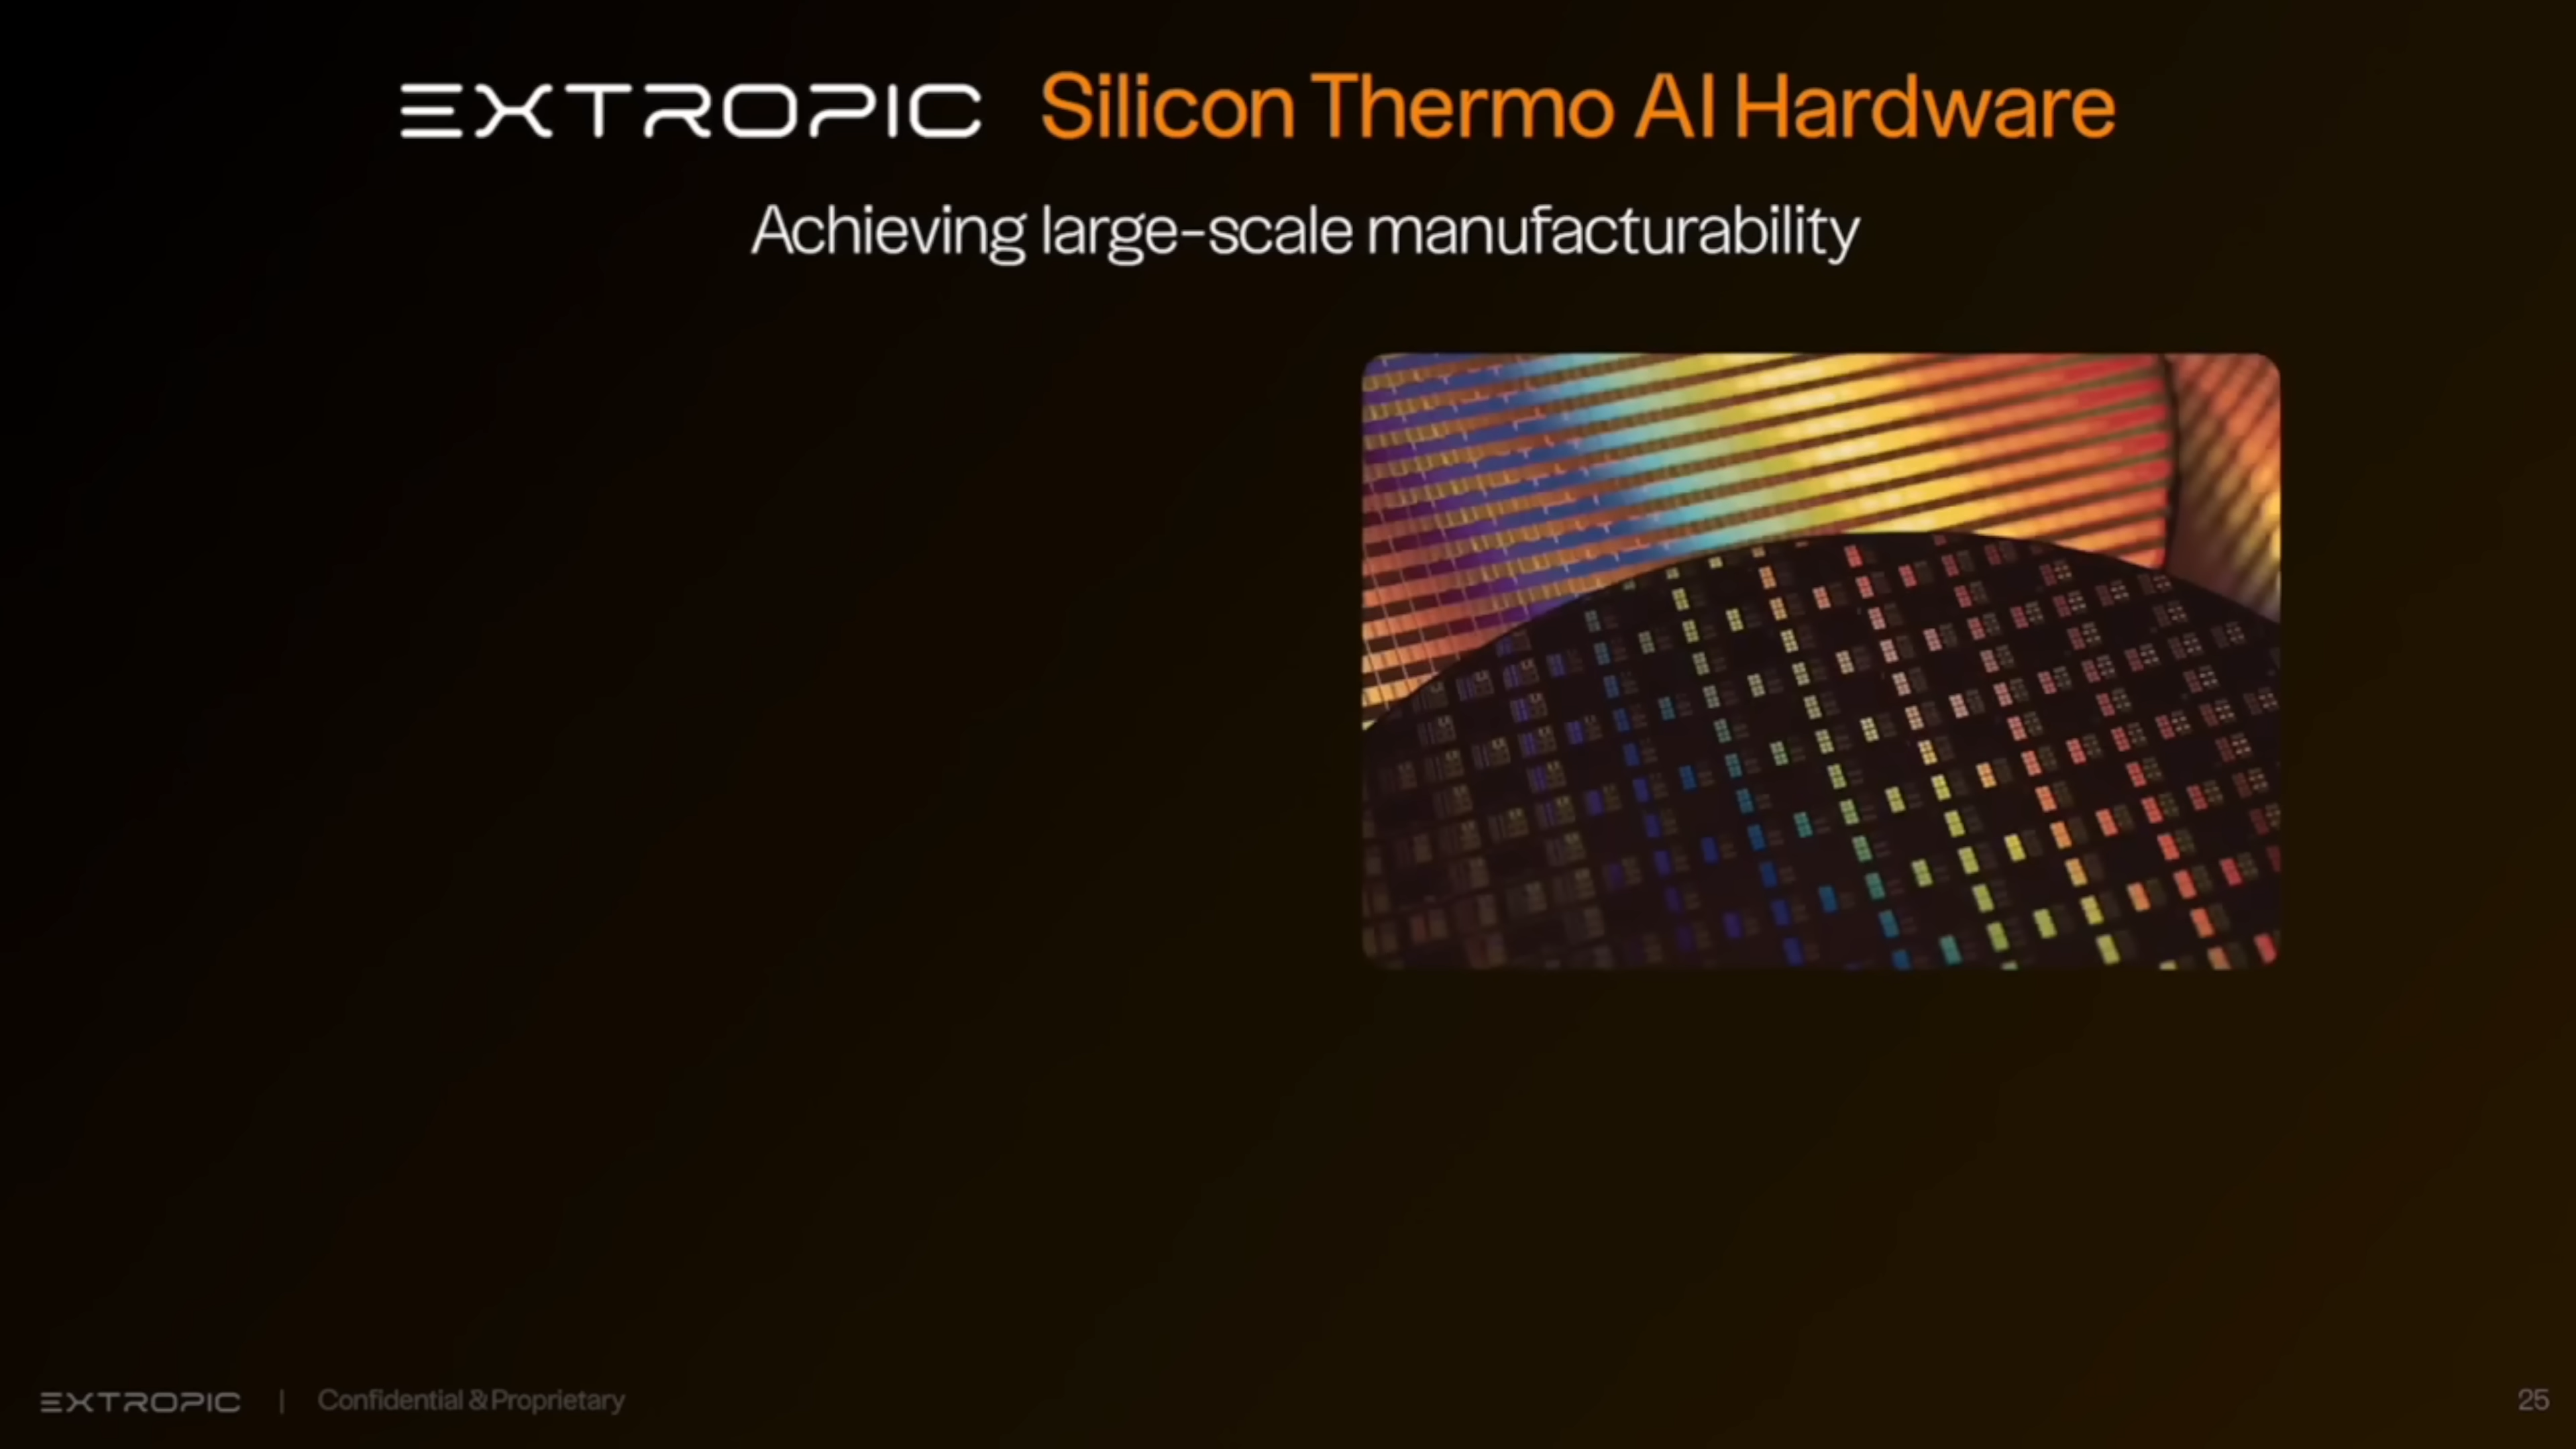 EXTROPIC Silicon Thermo AI Hardware
Achieving large-scale manufacturability
EXTROPIC | Confidential & Proprietary
25